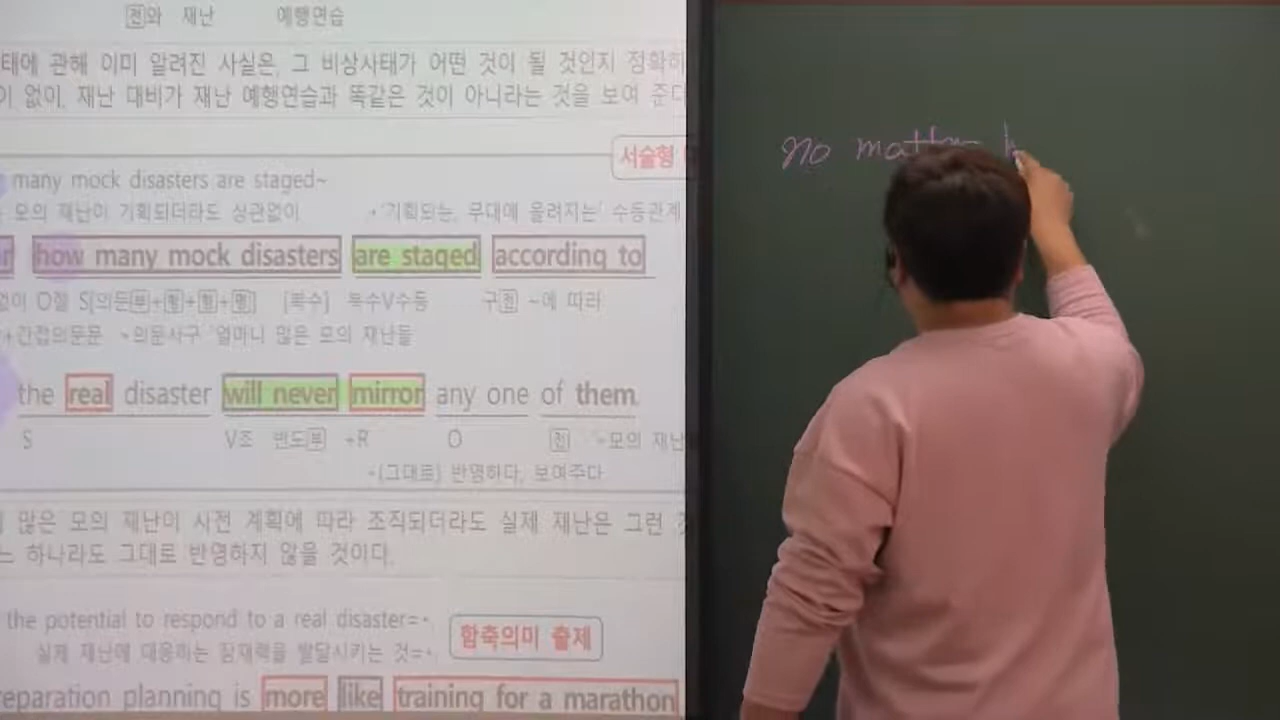 전와 재난 예행연습
태에 관해 이미 알려진 사실은, 그 비상사태가 어떤 것이 될 것인지 정확히
이 없이, 재난 대비가 재난 예행연습과 똑같은 것이 아니라는 것을 보여 준다
서술형
many mock disasters are staged~
모의 재난이 기획되더라도 상관없이 '기획되는, 무대에 올려지는' 수동관계
how many mock disasters are staged according to
없이 O절 S[의문부+형+형+명] [복수] 복수V수동 구전 ~에 따라
+간접의문문 의문사구 '얼마나 많은 모의 재난들
the real disaster will never mirror any one of them
S V조 빈도부 +R O 전 모의 재난
(그대로) 반영하다, 보여주다
많은 모의 재난이 사전 계획에 따라 조직되더라도 실제 재난은 그런
느 하나라도 그대로 반영하지 않을 것이다.
the potential to respond to a real disaster=
함축의미 출제
실제 재난에 대응하는 잠재력을 발달시키는 것=
reparation planning is more like training for a marathon
no matter h